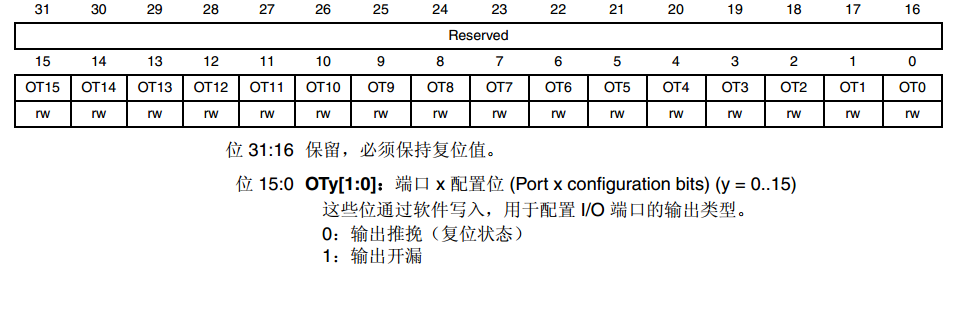 31 30 29 28 27 26 25 24 23 22 21 20 19 18 17 16
Reserved
15 14 13 12 11 10 9 8 7 6 5 4 3 2 1 0
OT15 OT14 OT13 OT12 OT11 OT10 OT9 OT8 OT7 OT6 OT5 OT4 OT3 OT2 OT1 OT0
rw rw rw rw rw rw rw rw rw rw rw rw rw rw rw rw
位 31:16 保留，必须保持复位值。
位 15:0 OTy[1:0]：端口 x 配置位 (Port x configuration bits) (y = 0..15)
这些位通过软件写入，用于配置 I/O 端口的输出类型。
0：输出推挽（复位状态）
1：输出开漏